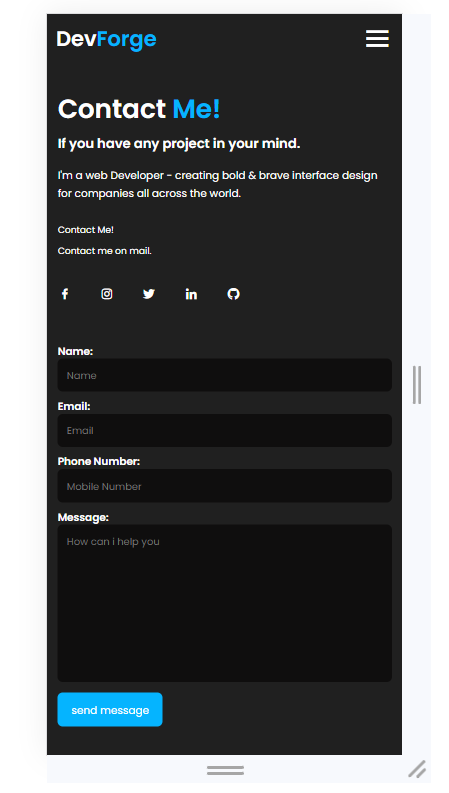 DevForge
Contact Me!
If you have any project in your mind.
I'm a web Developer - creating bold & brave interface design
for companies all across the world.
Contact Me!
Contact me on mail.
Name:
Name
Email:
Email
Phone Number:
Mobile Number
Message:
How can i help you
send message